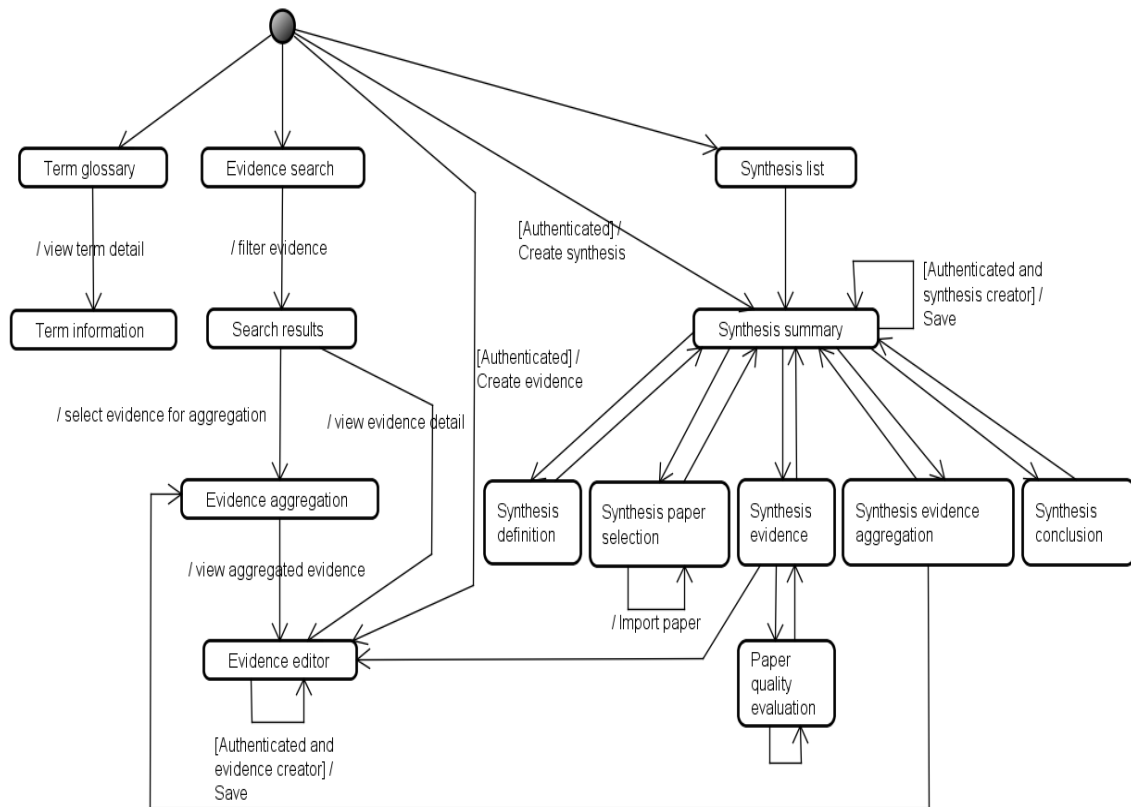 Term glossary
Evidence search
Synthesis list
[Authenticated] /
Create synthesis
/ view term detail
/ filter evidence
[Authenticated and
synthesis creator] /
Save
Term information
Search results
Synthesis summary
[Authenticated] /
Create evidence
/ select evidence for aggregation
/ view evidence detail
Evidence aggregation
Synthesis
definition
Synthesis paper
selection
Synthesis
evidence
Synthesis evidence
aggregation
Synthesis
conclusion
/ view aggregated evidence
/ Import paper
Evidence editor
Paper
quality
evaluation
[Authenticated and
evidence creator] /
Save